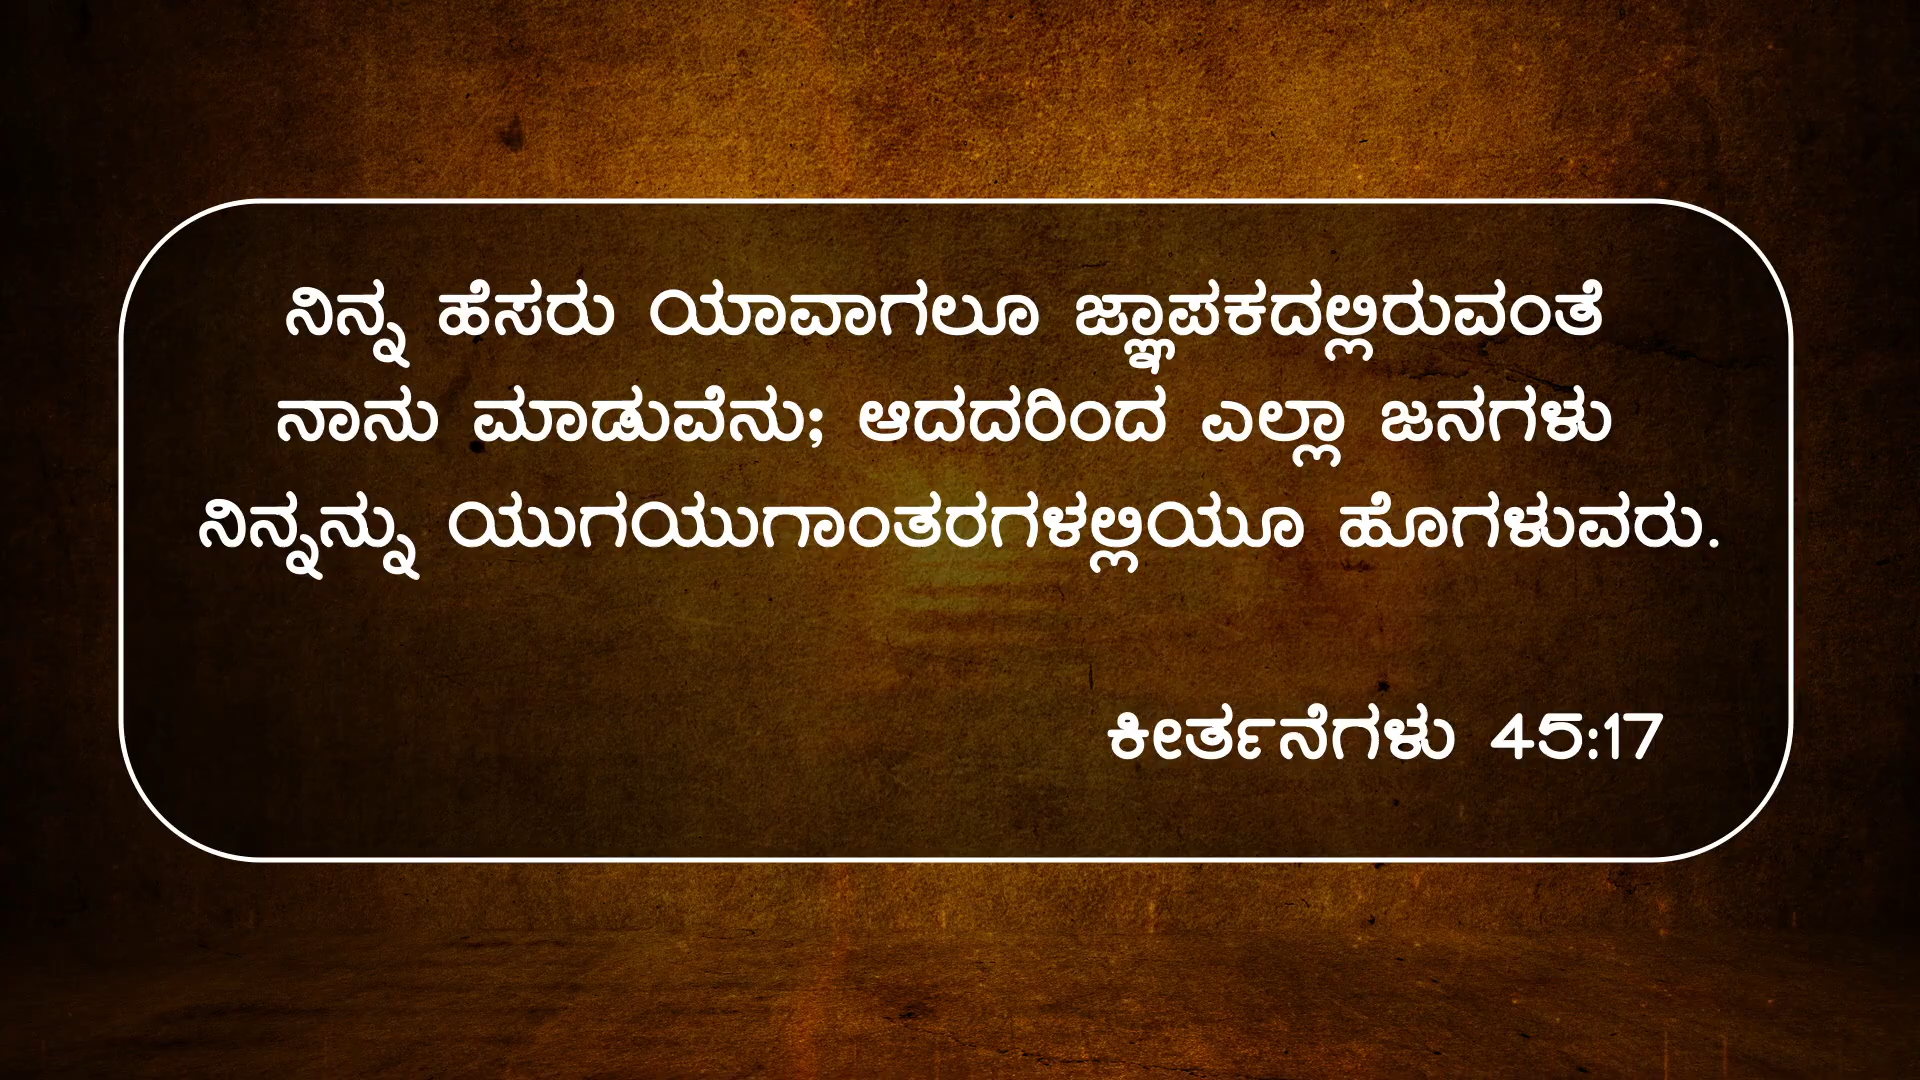 ನಿನ್ನ ಹೆಸರು ಯಾವಾಗಲೂ ಜ್ಞಾಪಕದಲ್ಲಿರುವಂತೆ
ನಾನು ಮಾಡುವೆನು; ಆದದರಿಂದ ಎಲ್ಲಾ ಜನಗಳು
ನಿನ್ನನ್ನು ಯುಗಯುಗಾಂತರಗಳಲ್ಲಿಯೂ ಹೊಗಳುವರು.
ಕೀರ್ತನೆಗಳು 45:17